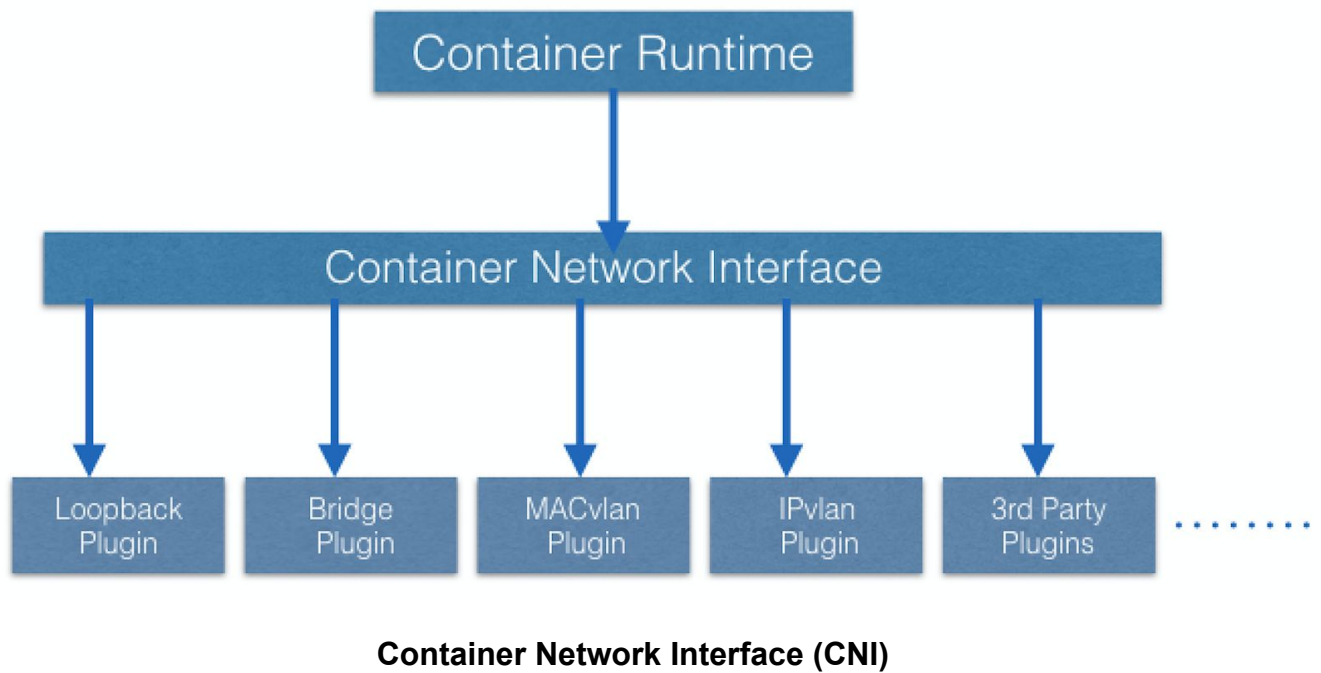 Container Runtime
Container Network Interface
Loopback
Plugin
Bridge
Plugin
MACvlan
Plugin
IPvlan
Plugin
3rd Party
Plugins
Container Network Interface (CNI)